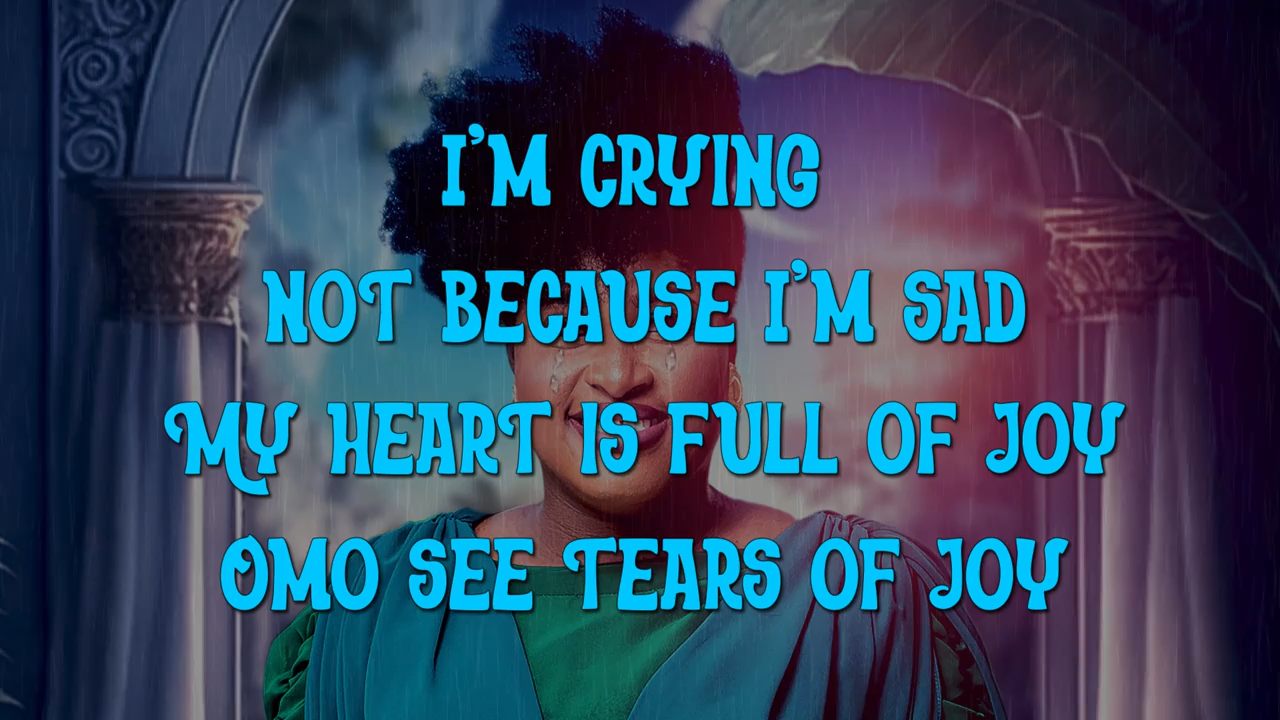 I'M CRYING
NOT BECAUSE I'M SAD
MY HEART IS FULL OF JOY
OMO SEE TEARS OF JOY